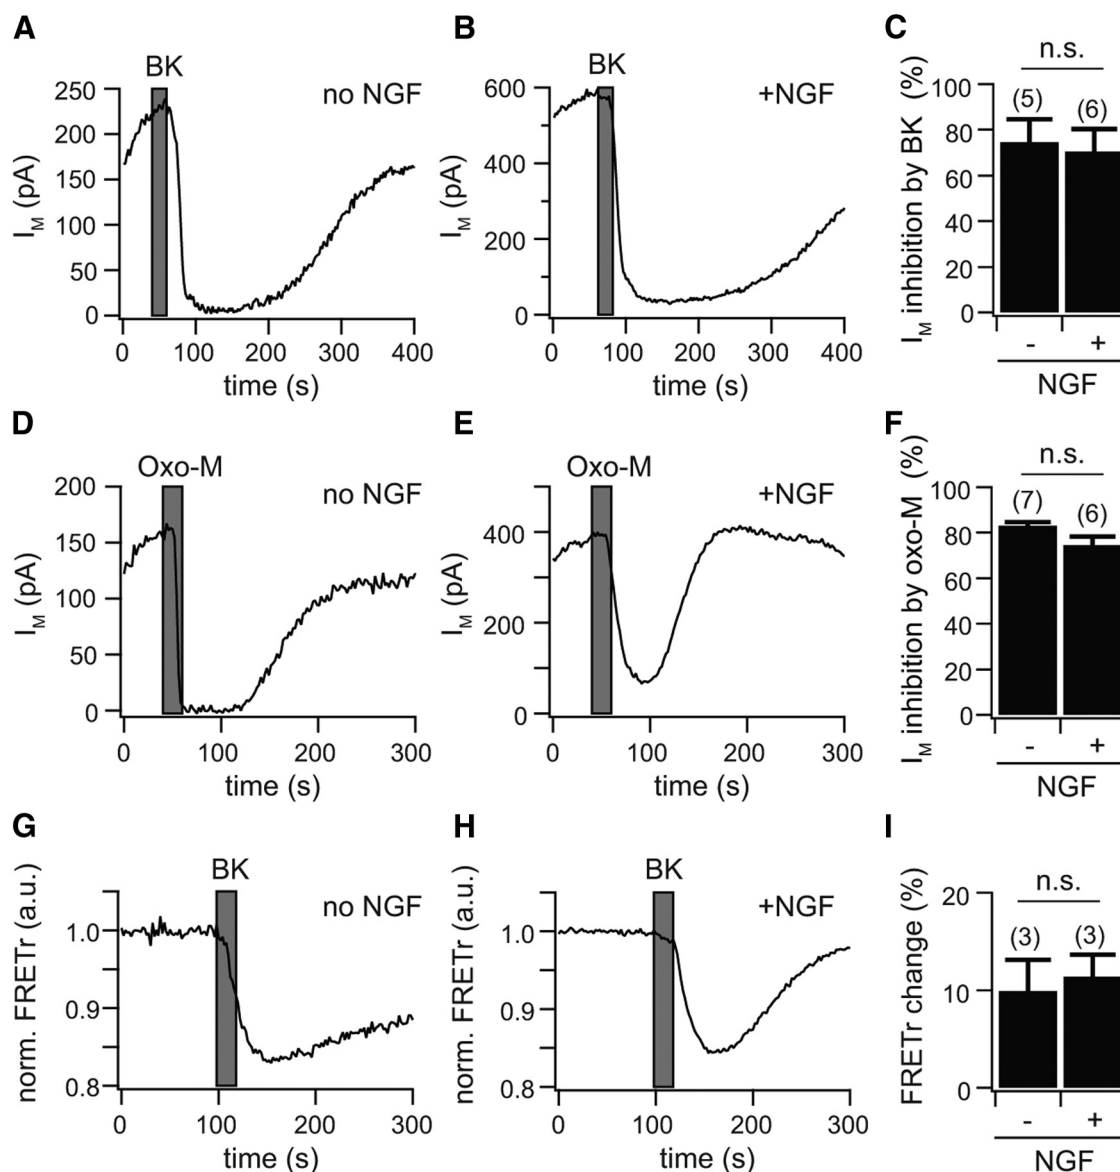 A
BK
no NGF
I_M (pA)
250
200
150
100
50
0
0 100 200 300 400
time (s)
B
BK
+NGF
I_M (pA)
600
400
200
0
0 100 200 300 400
time (s)
C
n.s.
(5) (6)
I_M inhibition by BK (%)
100
80
60
40
20
0
- +
NGF
D
Oxo-M
no NGF
I_M (pA)
200
150
100
50
0
0 100 200 300
time (s)
E
Oxo-M
+NGF
I_M (pA)
400
200
0
0 100 200 300
time (s)
F
n.s.
(7) (6)
I_M inhibition by oxo-M (%)
100
80
60
40
20
0
- +
NGF
G
BK
no NGF
norm. FRETr (a.u.)
1.0
0.9
0.8
0 100 200 300
time (s)
H
BK
+NGF
norm. FRETr (a.u.)
1.0
0.9
0.8
0 100 200 300
time (s)
I
n.s.
(3) (3)
FRETr change (%)
20
10
0
- +
NGF